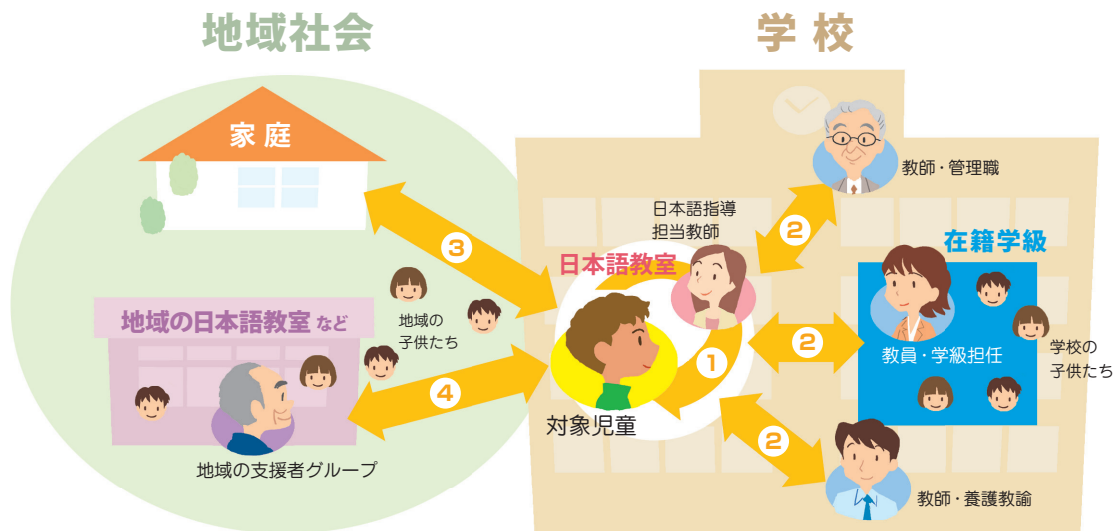 地域社会
学校
家庭
教師・管理職
日本語指導
担当教師
②
在籍学級
③
日本語教室
地域の日本語教室 など
地域の
子供たち
①
②
教員・学級担任
学校の
子供たち
④
対象児童
②
地域の支援者グループ
教師・養護教諭